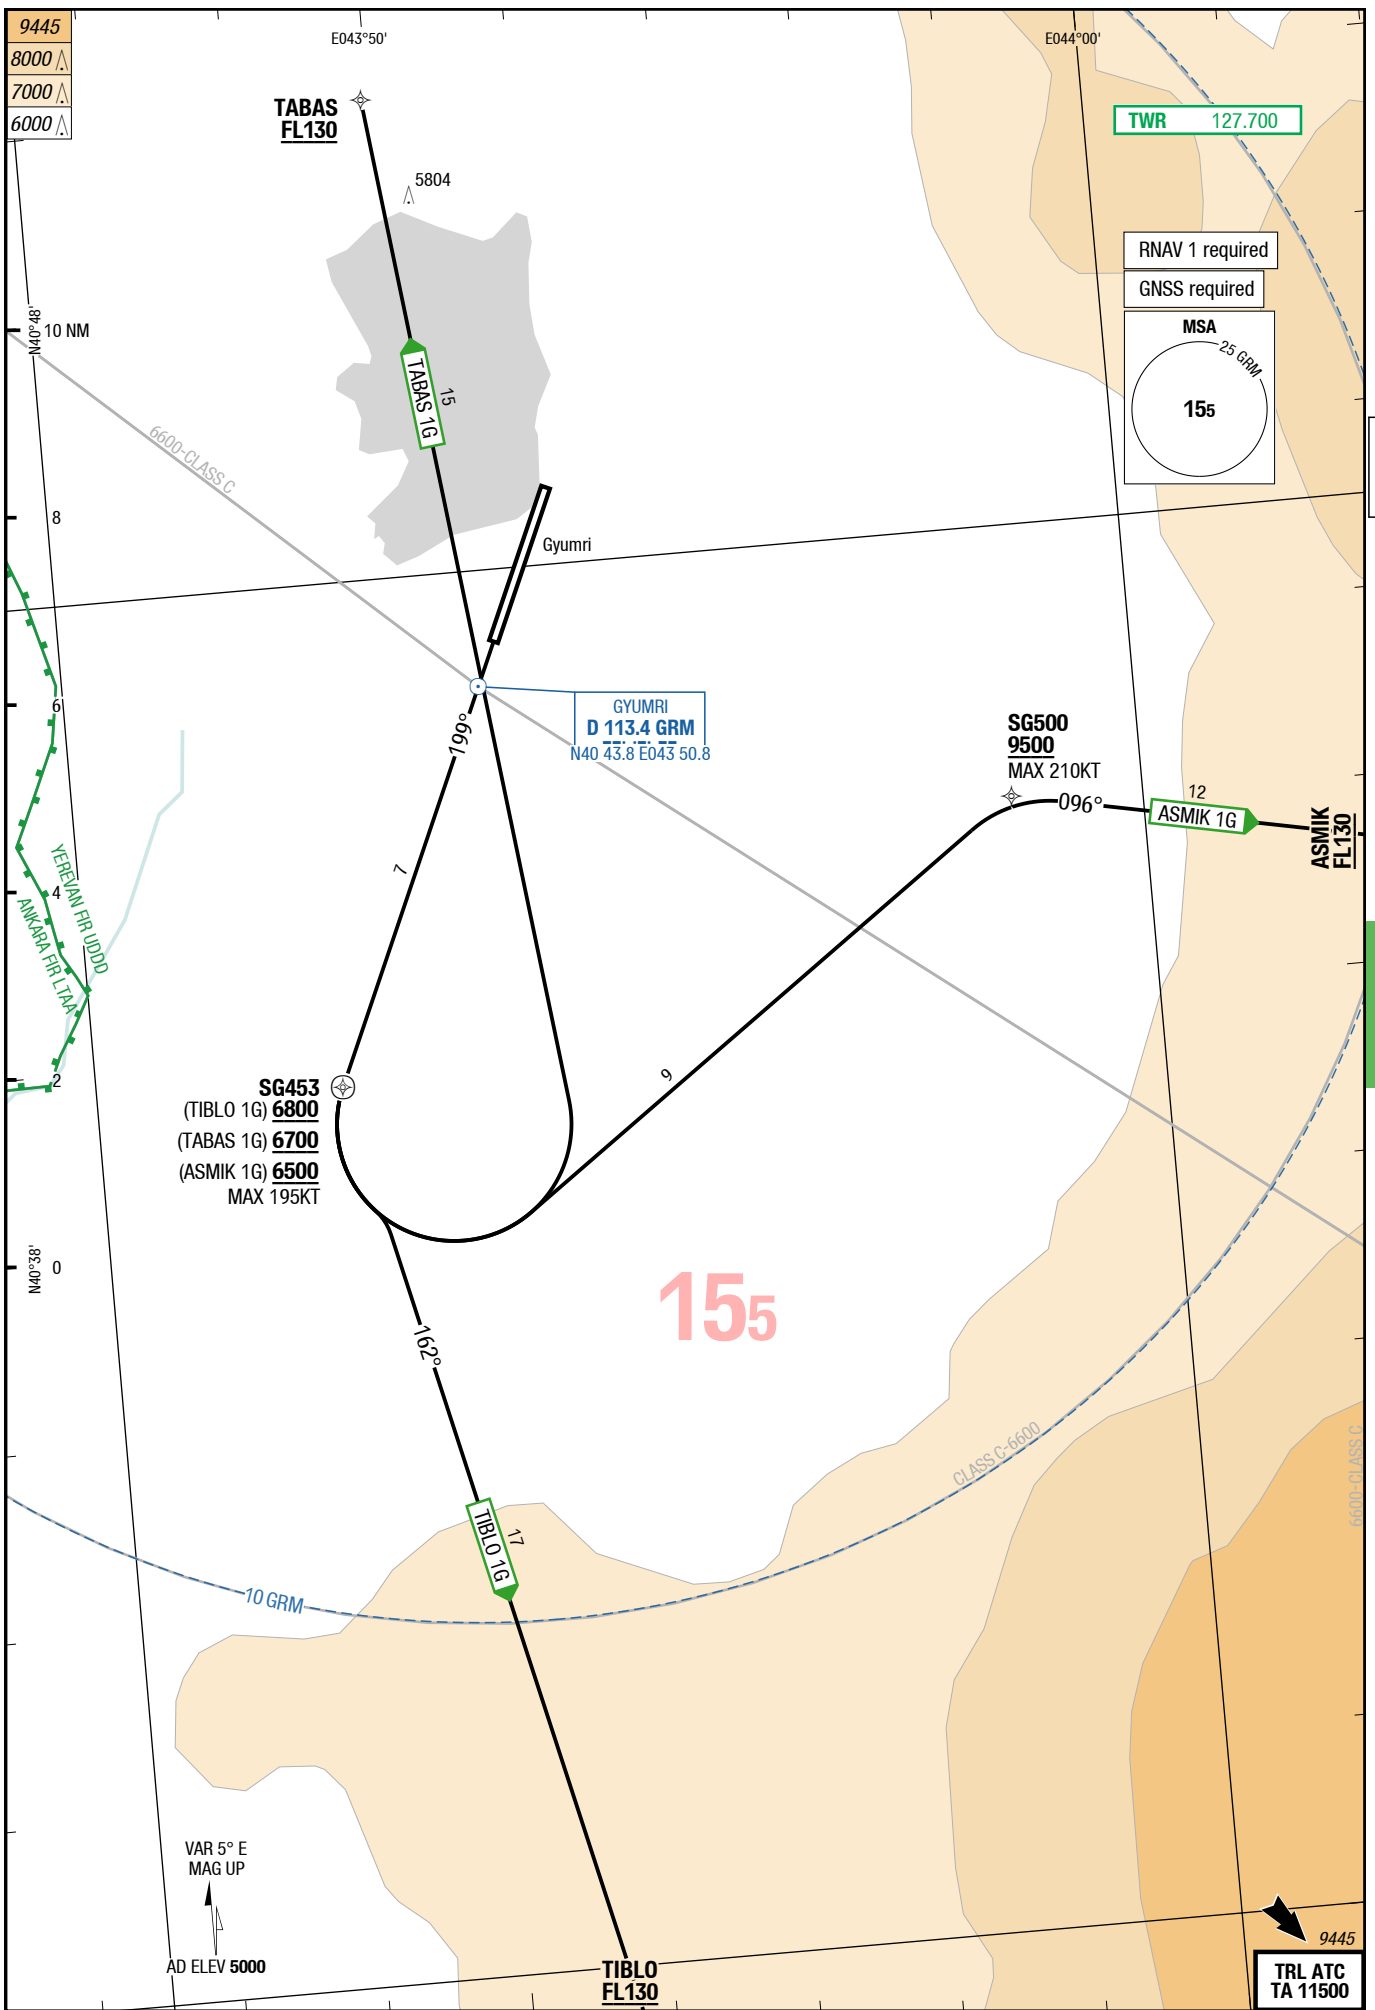 9445
8000
7000
6000
E043°50'
E044°00'
TABAS
FL130
TWR 127.700
5804
RNAV 1 required
GNSS required
MSA
25 GRM
155
N40°48'
10 NM
TABAS 1G
15
6600-CLASS C
8
Gyumri
6
GYUMRI
D 113.4 GRM
N40 43.8 E043 50.8
199°
SG500
9500
MAX 210KT
096°
12
ASMIK 1G
ASMIK
FL130
7
4
YEREVAN FIR UDDD
ANKARA FIR LTAA
9
2
SG453
(TIBLO 1G) 6800
(TABAS 1G) 6700
(ASMIK 1G) 6500
MAX 195KT
N40°38'
0
155
162°
CLASS C-6600
6600-CLASS C
TIBLO 1G
17
10 GRM
VAR 5° E
MAG UP
AD ELEV 5000
TIBLO
FL130
9445
TRL ATC
TA 11500